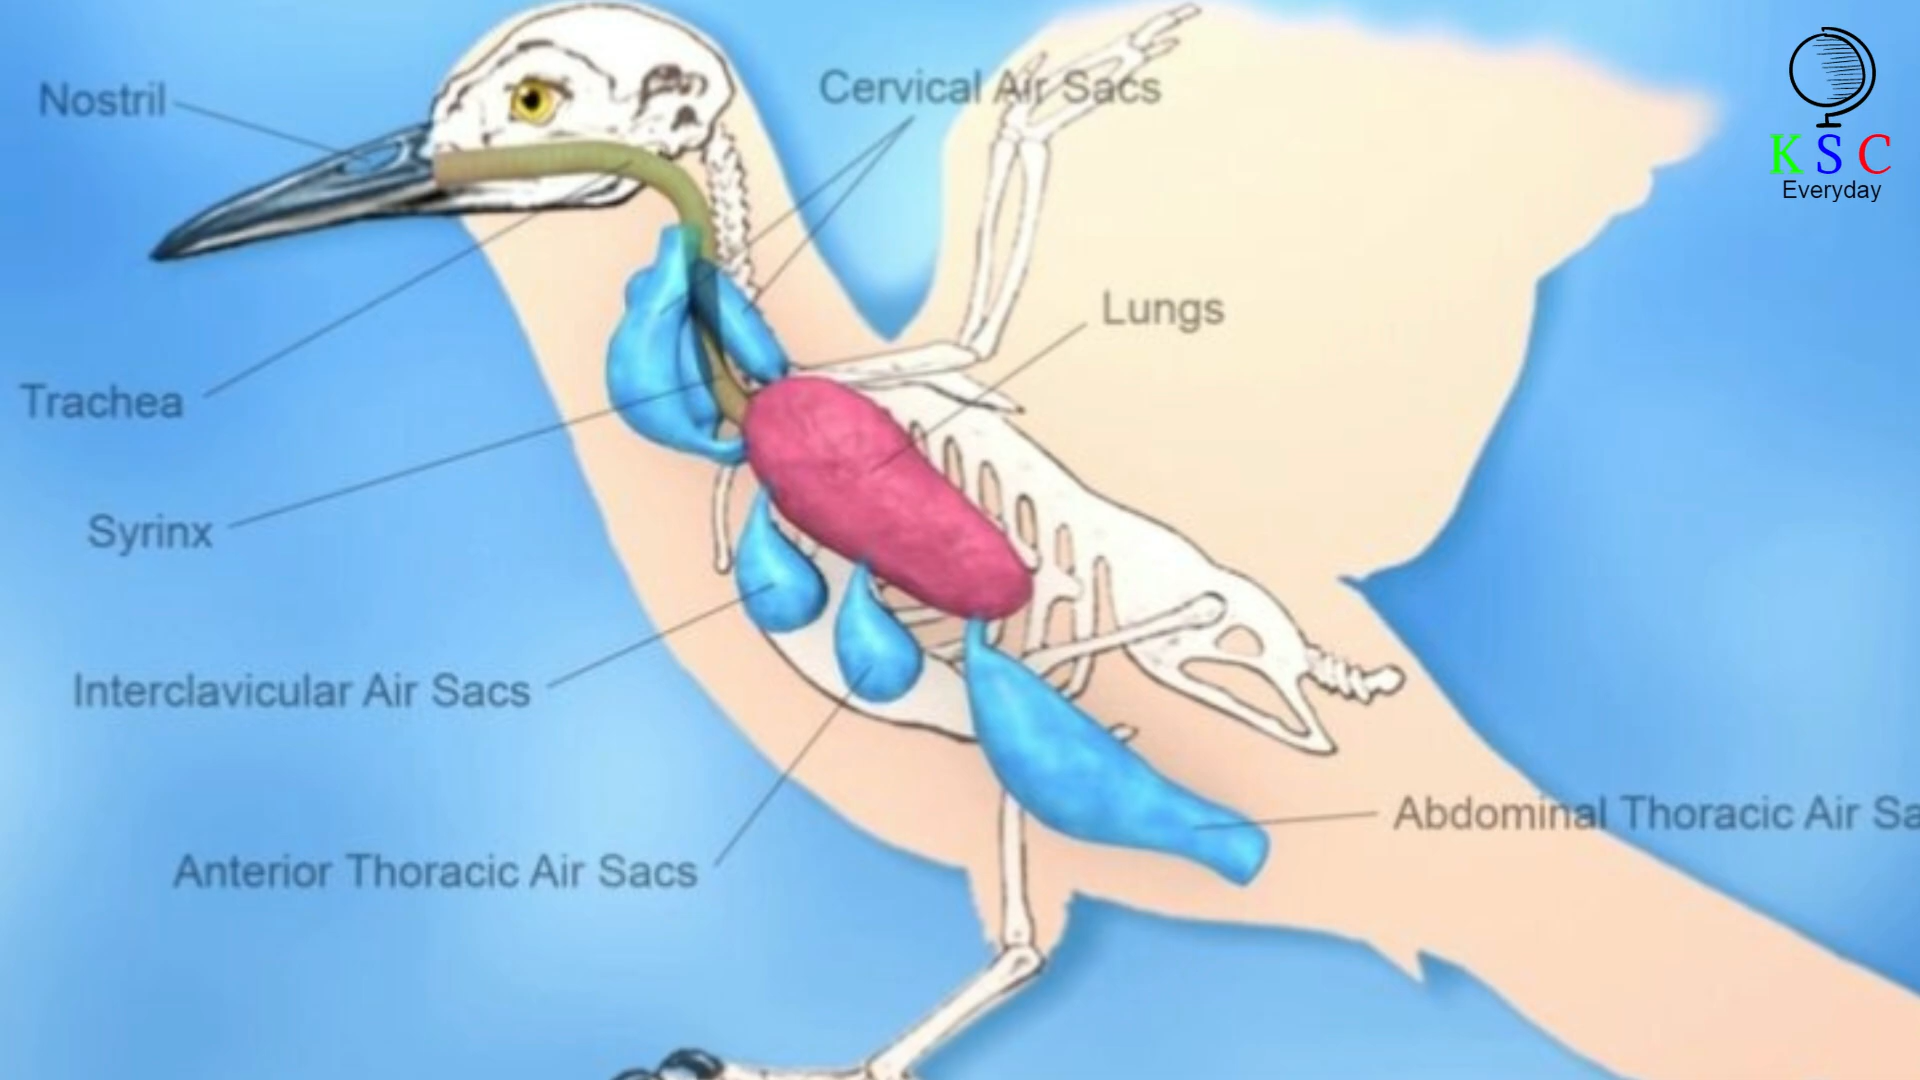 Nostril
Cervical Air Sacs
K S C
Everyday
Lungs
Trachea
Syrinx
Interclavicular Air Sacs
Abdominal Thoracic Air Sa
Anterior Thoracic Air Sacs